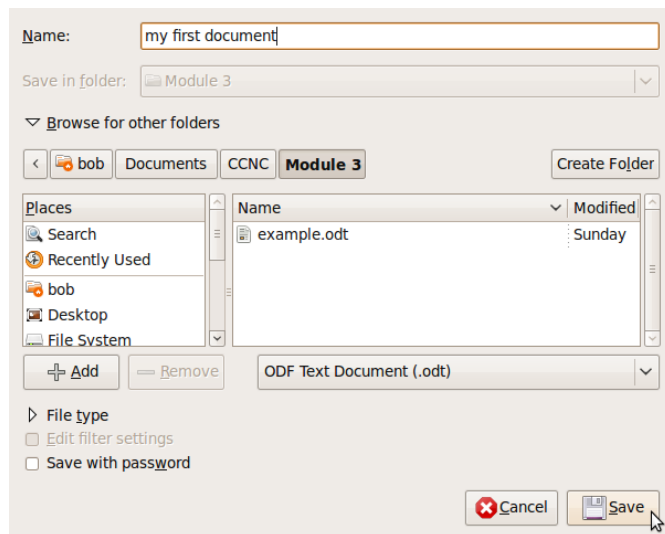 Name: my first document
Save in folder: Module 3
Browse for other folders
< bob Documents CCNC Module 3 Create Folder
Places Name Modified
Search example.odt Sunday
Recently Used
bob
Desktop
File System
Add Remove ODF Text Document (.odt)
File type
Edit filter settings
Save with password
Cancel Save